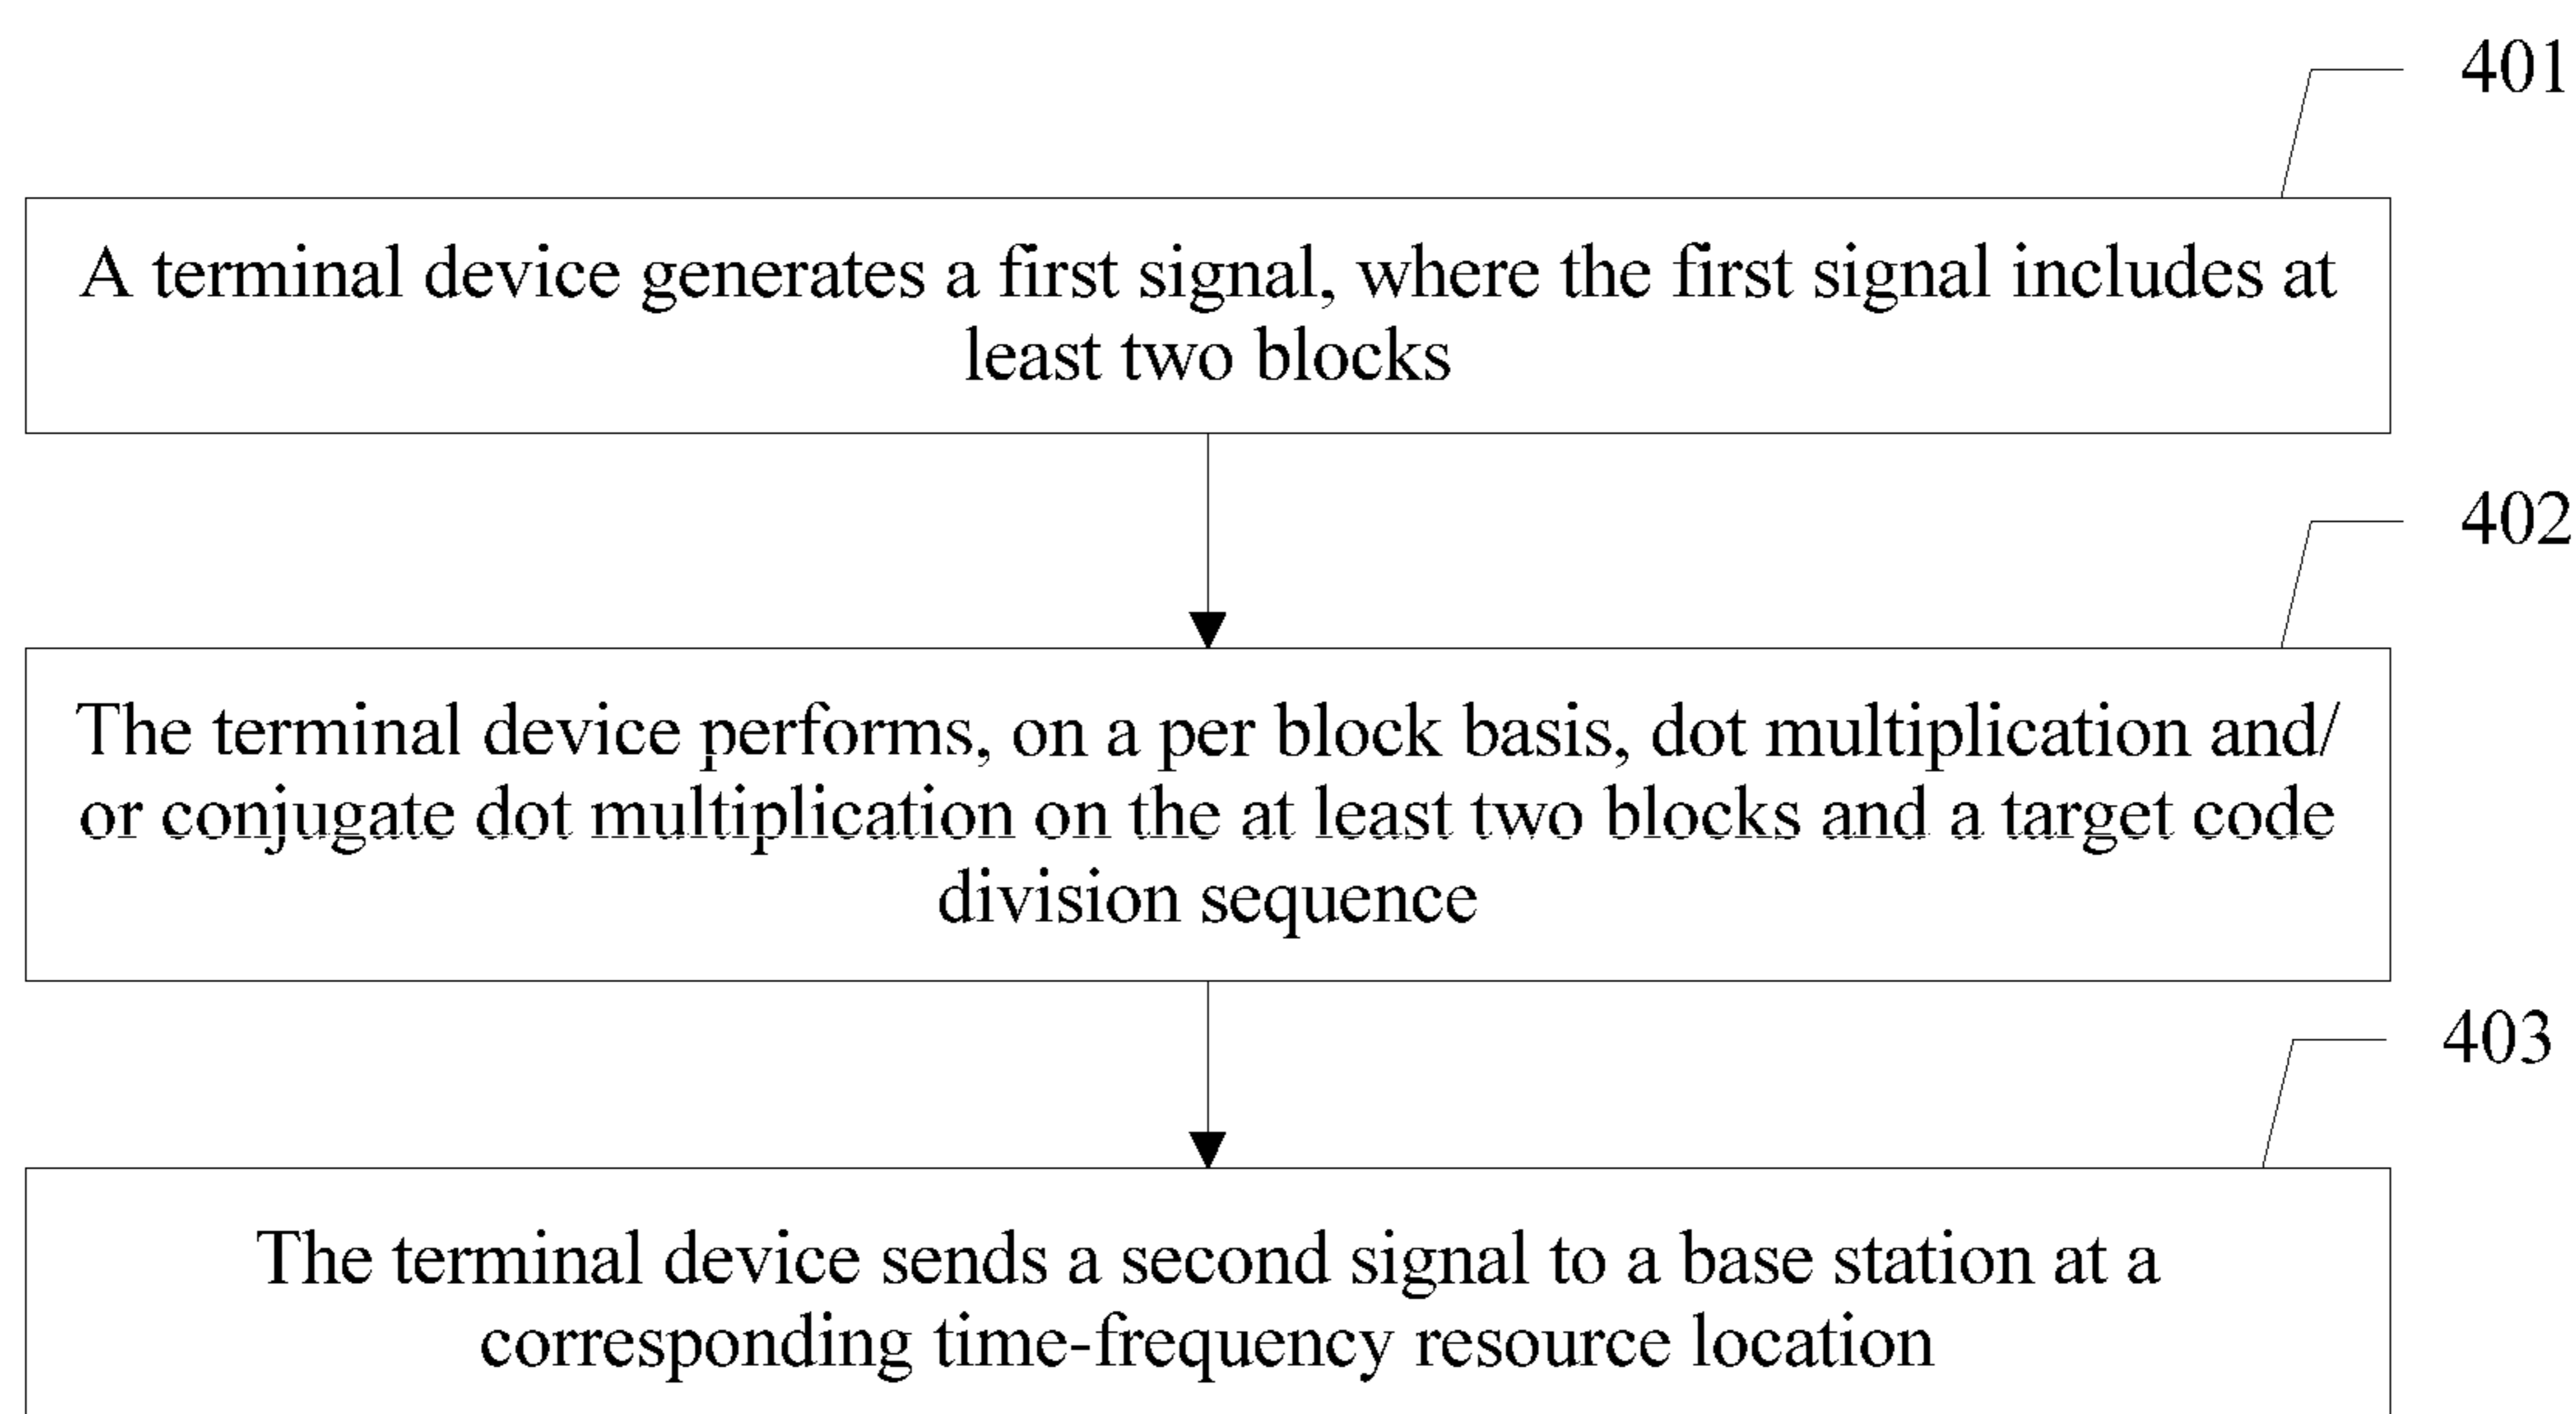 401
A terminal device generates a first signal, where the first signal includes at
least two blocks
402
The terminal device performs, on a per block basis, dot multiplication and/
or conjugate dot multiplication on the at least two blocks and a target code
division sequence
403
The terminal device sends a second signal to a base station at a
corresponding time-frequency resource location